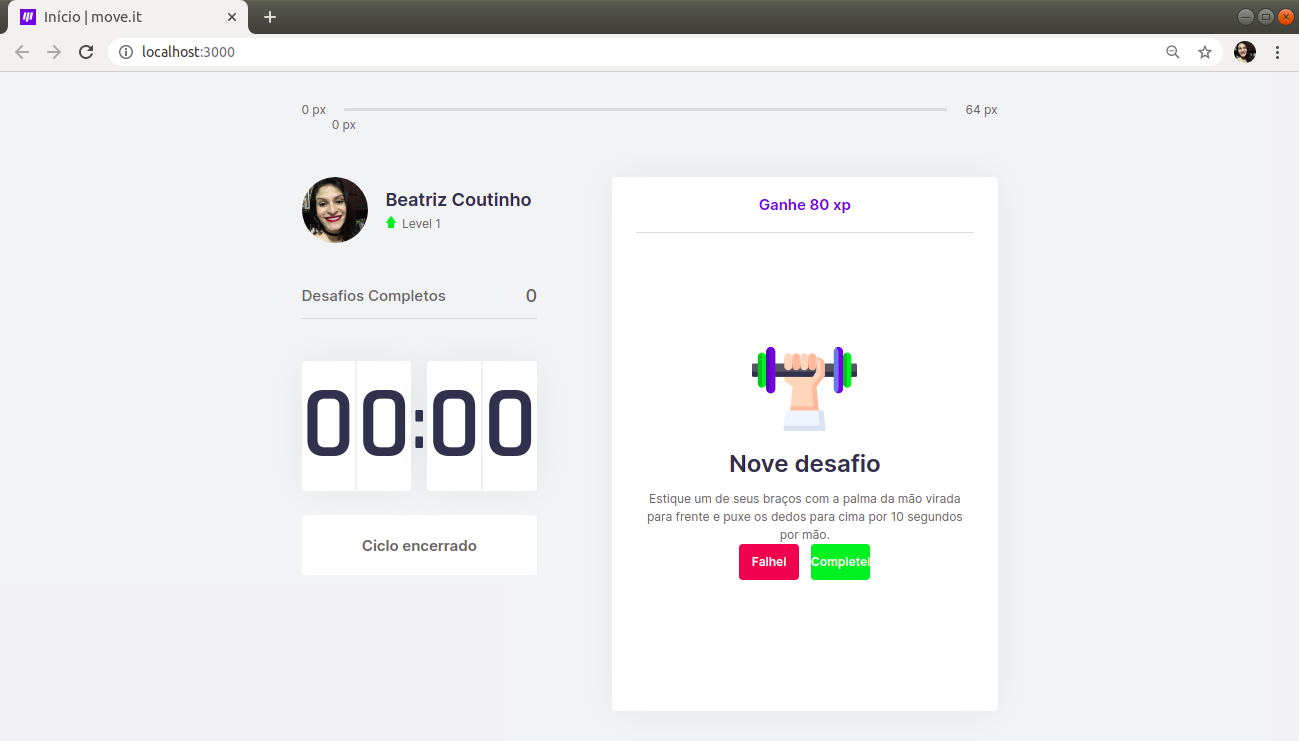 Início | move.it
localhost:3000
0 px
64 px
0 px
Beatriz Coutinho
Level 1
Desafios Completos
0
00:00
Ciclo encerrado
Ganhe 80 xp
Nove desafio
Estique um de seus braços com a palma da mão virada
para frente e puxe os dedos para cima por 10 segundos
por mão.
Falhei
Completei